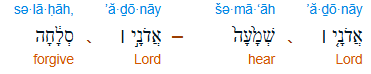 sə·lā·ḥāh, ’ă·ḏō·nāy šə·mā·‘āh ’ă·ḏō·nāy
אֲדֹנָ֤י ׀ 、 שְׁמָ֙עָה֙ – אֲדֹנָ֣י ׀ 、 סְלָ֔חָה
forgive Lord hear Lord